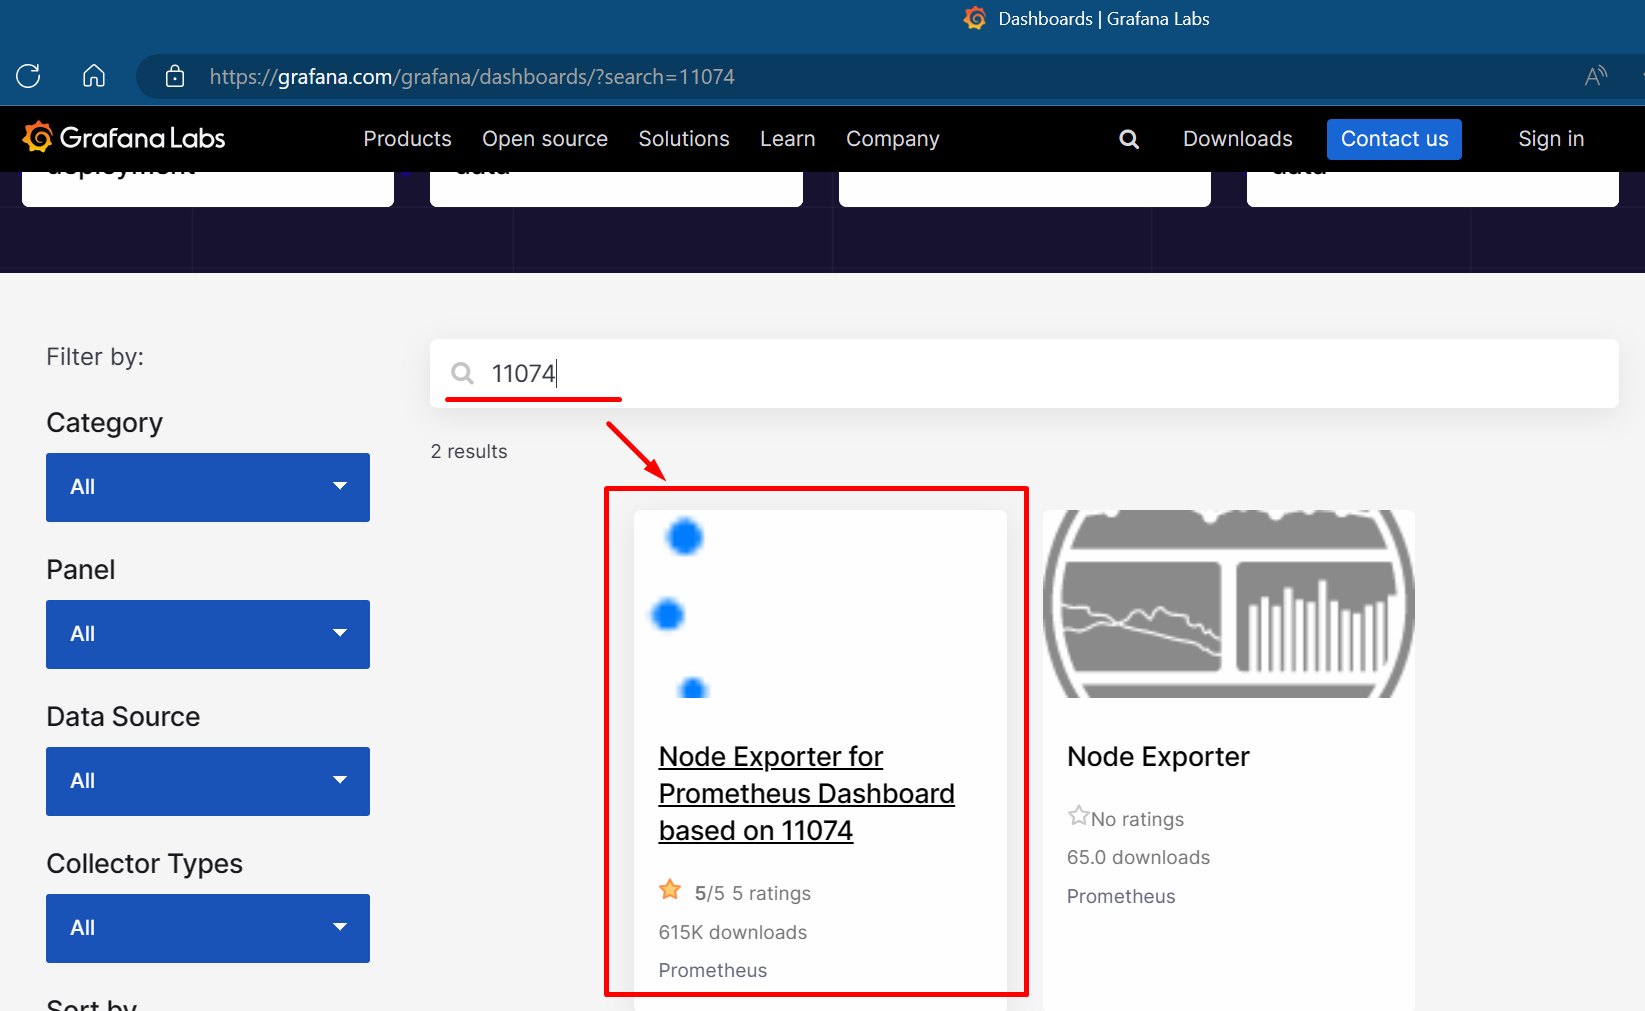 Dashboards | Grafana Labs
https://grafana.com/grafana/dashboards/?search=11074
Grafana Labs
Products
Open source
Solutions
Learn
Company
Downloads
Contact us
Sign in
deployment
data
data
Filter by:
11074
Category
2 results
All
Panel
All
Data Source
All
Collector Types
All
Sort by
Node Exporter for
Prometheus Dashboard
based on 11074
5/5 5 ratings
615K downloads
Prometheus
Node Exporter
No ratings
65.0 downloads
Prometheus